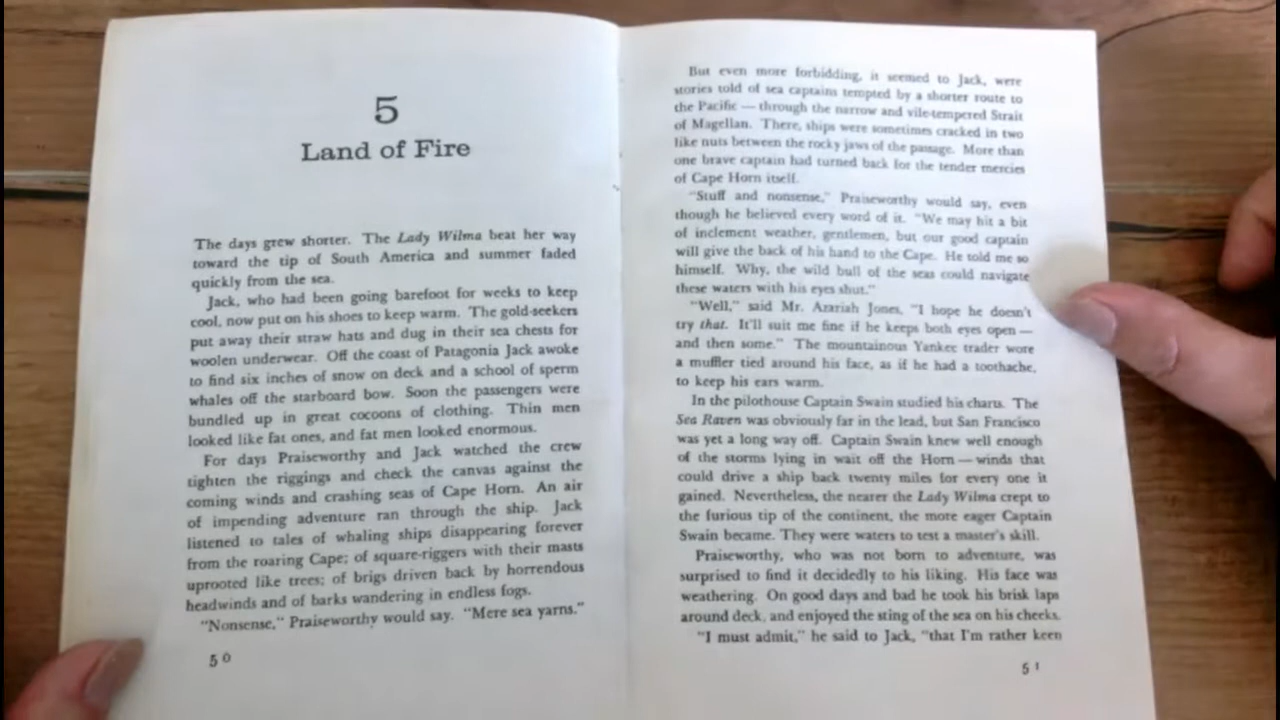 5
Land of Fire
The days grew shorter. The Lady Wilma beat her way
toward the tip of South America and summer faded
quickly from the sea.
Jack, who had been going barefoot for weeks to keep
cool, now put on his shoes to keep warm. The gold-seekers
put away their straw hats and dug in their sea chests for
woolen underwear. Off the coast of Patagonia Jack awoke
to find six inches of snow on deck and a school of sperm
whales off the starboard bow. Soon the passengers were
bundled up in great cocoons of clothing. Thin men
looked like fat ones, and fat men looked enormous.
For days Praiseworthy and Jack watched the crew
tighten the riggings and check the canvas against the
coming winds and crashing seas of Cape Horn. An air
of impending adventure ran through the ship. Jack
listened to tales of whaling ships disappearing forever
from the roaring Cape; of square-riggers with their masts
uprooted like trees; of brigs driven back by horrendous
headwinds and of barks wandering in endless fogs.
"Nonsense," Praiseworthy would say. "Mere sea yarns."
50
But even more forbidding, it seemed to Jack, were
stories told of sea captains tempted by a shorter route to
the Pacific — through the narrow and vile-tempered Strait
of Magellan. There, ships were sometimes cracked in two
like nuts between the rocky jaws of the passage. More than
one brave captain had turned back for the tender mercies
of Cape Horn itself.
"Stuff and nonsense," Praiseworthy would say, even
though he believed every word of it. "We may hit a bit
of inclement weather, gentlemen, but our good captain
will give the back of his hand to the Cape. He told me so
himself. Why, the wild bull of the seas could navigate
these waters with his eyes shut."
"Well," said Mr. Azariah Jones, "I hope he doesn't
try that. It'll suit me fine if he keeps both eyes open —
and then some." The mountainous Yankee trader wore
a muffler tied around his face, as if he had a toothache,
to keep his ears warm.
In the pilothouse Captain Swain studied his charts. The
Sea Raven was obviously far in the lead, but San Francisco
was yet a long way off. Captain Swain knew well enough
of the storms lying in wait off the Horn — winds that
could drive a ship back twenty miles for every one it
gained. Nevertheless, the nearer the Lady Wilma crept to
the furious tip of the continent, the more eager Captain
Swain became. They were waters to test a master's skill.
Praiseworthy, who was not born to adventure, was
surprised to find it decidedly to his liking. His face was
weathering. On good days and bad he took his brisk laps
around deck, and enjoyed the sting of the sea on his cheeks.
"I must admit," he said to Jack, "that I'm rather keen
51